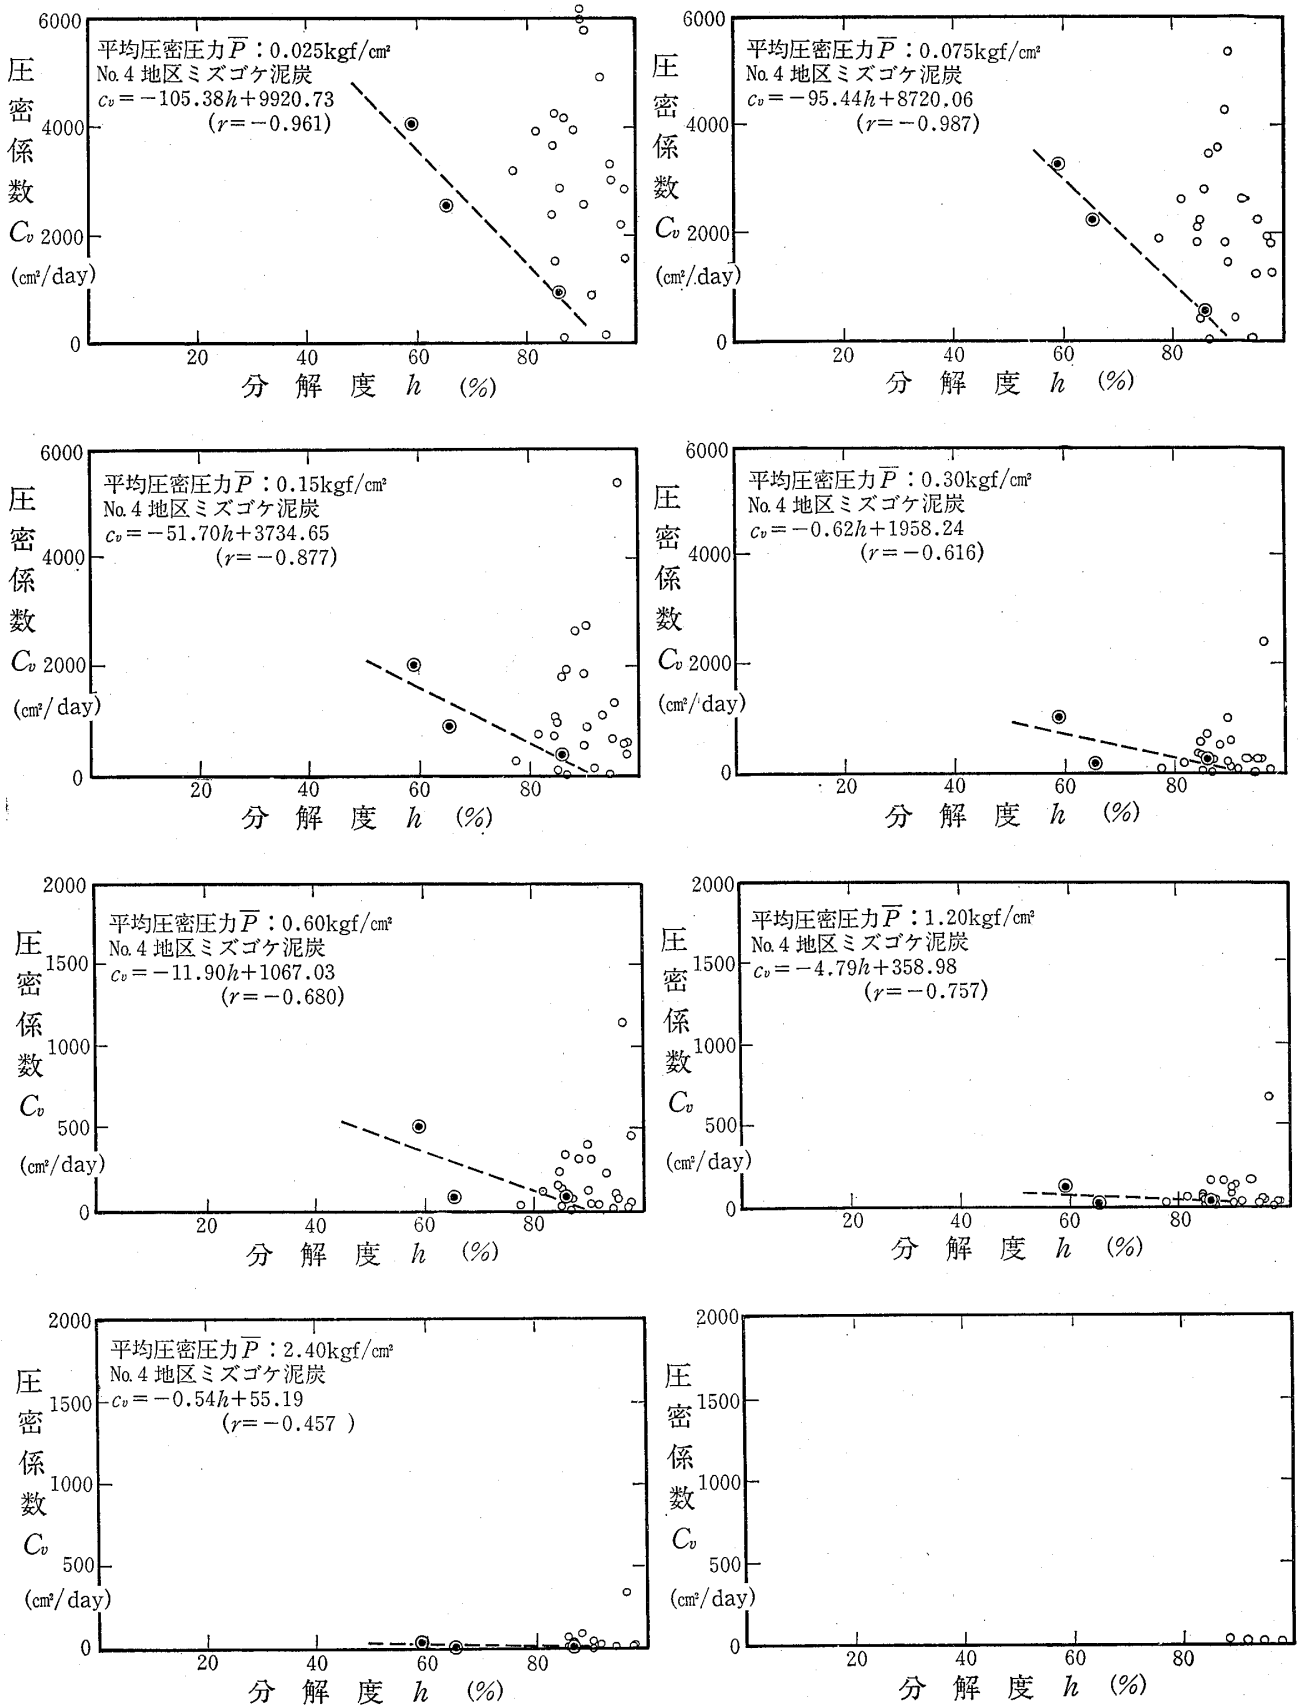 6000
4000
2000
0
圧密係数 Cv
(cm²/day)
平均圧密圧力P̅：0.025kgf/cm²
No.4地区ミズゴケ泥炭
cv=−105.38h+9920.73
(r=−0.961)
20 40 60 80
分解度 h (%)
6000
4000
2000
0
圧密係数 Cv
(cm²/day)
平均圧密圧力P̅：0.075kgf/cm²
No.4地区ミズゴケ泥炭
cv=−95.44h+8720.06
(r=−0.987)
20 40 60 80
分解度 h (%)
6000
4000
2000
0
圧密係数 Cv
(cm²/day)
平均圧密圧力P̅：0.15kgf/cm²
No.4地区ミズゴケ泥炭
cv=−51.70h+3734.65
(r=−0.877)
20 40 60 80
分解度 h (%)
6000
4000
2000
0
圧密係数 Cv
(cm²/day)
平均圧密圧力P̅：0.30kgf/cm²
No.4地区ミズゴケ泥炭
cv=−0.62h+1958.24
(r=−0.616)
20 40 60 80
分解度 h (%)
2000
1500
1000
500
0
圧密係数 Cv
(cm²/day)
平均圧密圧力P̅：0.60kgf/cm²
No.4地区ミズゴケ泥炭
cv=−11.90h+1067.03
(r=−0.680)
20 40 60 80
分解度 h (%)
2000
1500
1000
500
0
圧密係数 Cv
(cm²/day)
平均圧密圧力P̅：1.20kgf/cm²
No.4地区ミズゴケ泥炭
cv=−4.79h+358.98
(r=−0.757)
20 40 60 80
分解度 h (%)
2000
1500
1000
500
0
圧密係数 Cv
(cm²/day)
平均圧密圧力P̅：2.40kgf/cm²
No.4地区ミズゴケ泥炭
cv=−0.54h+55.19
(r=−0.457 )
20 40 60 80
分解度 h (%)
2000
1500
1000
500
0
圧密係数 Cv
(cm²/day)
20 40 60 80
分解度 h (%)